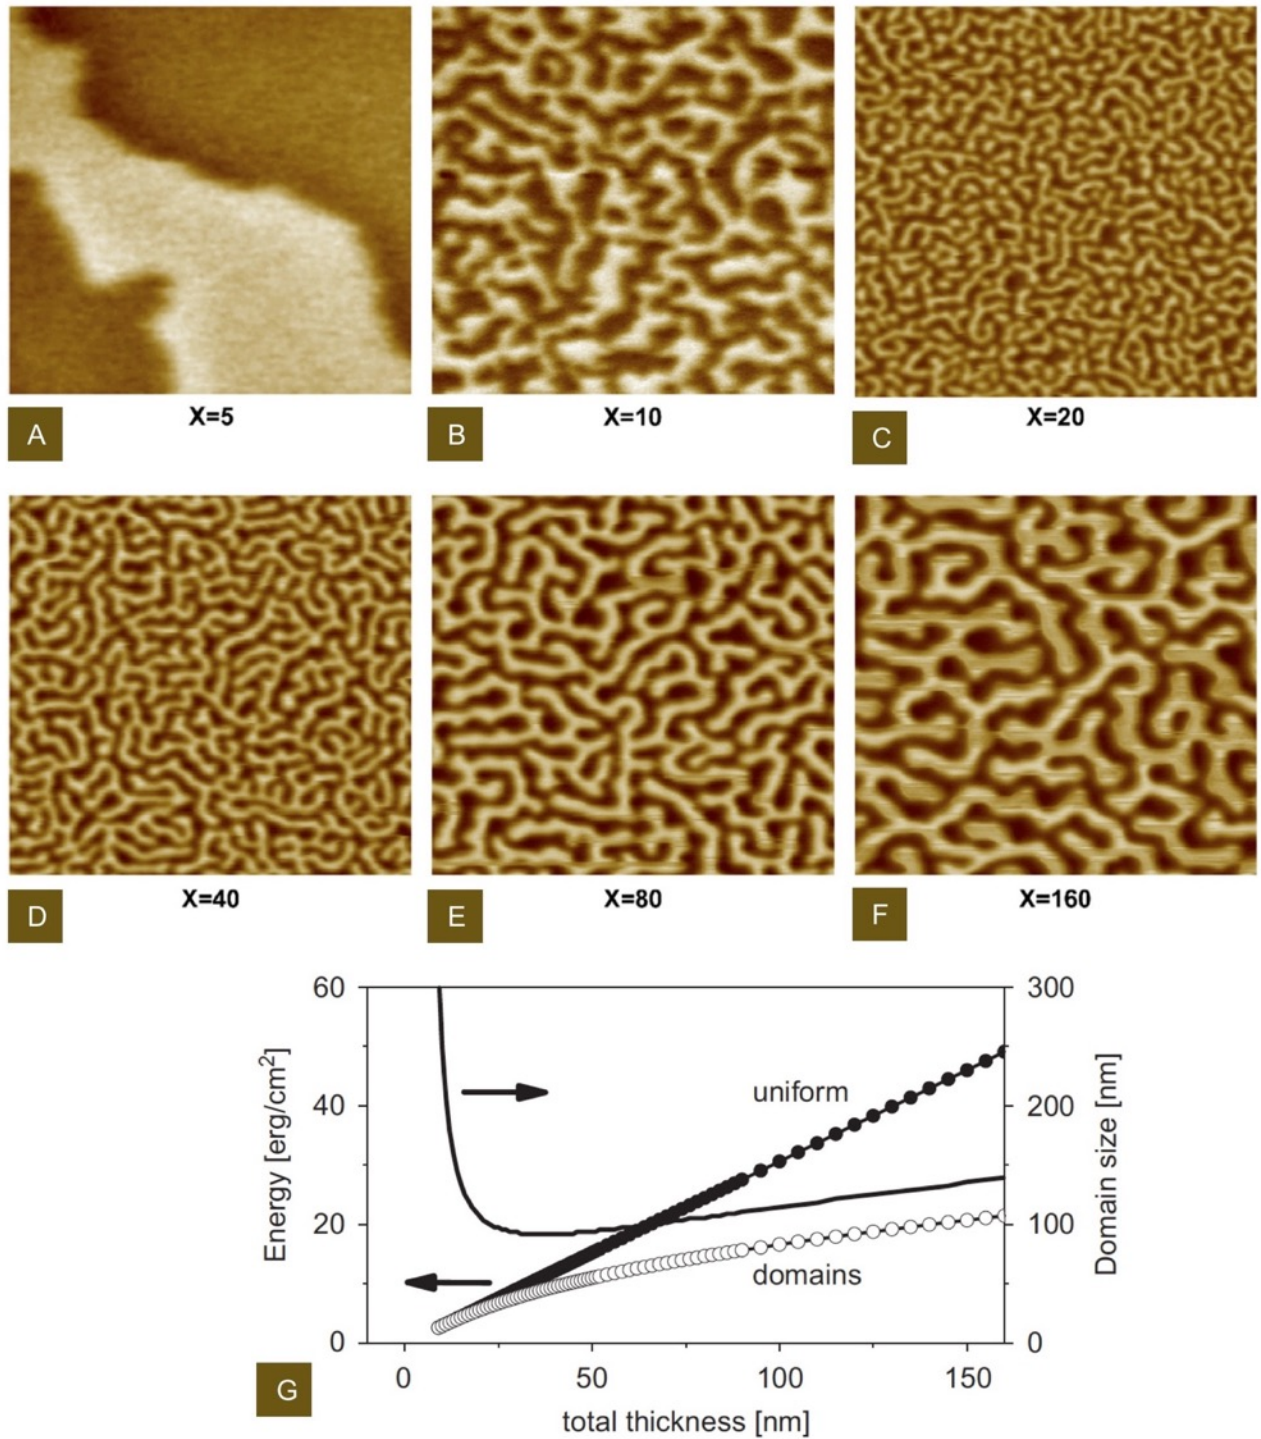 X=5
X=10
X=20
A
B
C
X=40
X=80
X=160
D
E
F
60
300
uniform
40
200
20
100
domains
0
0
Energy [erg/cm²]
Domain size [nm]
0
50
100
150
G
total thickness [nm]